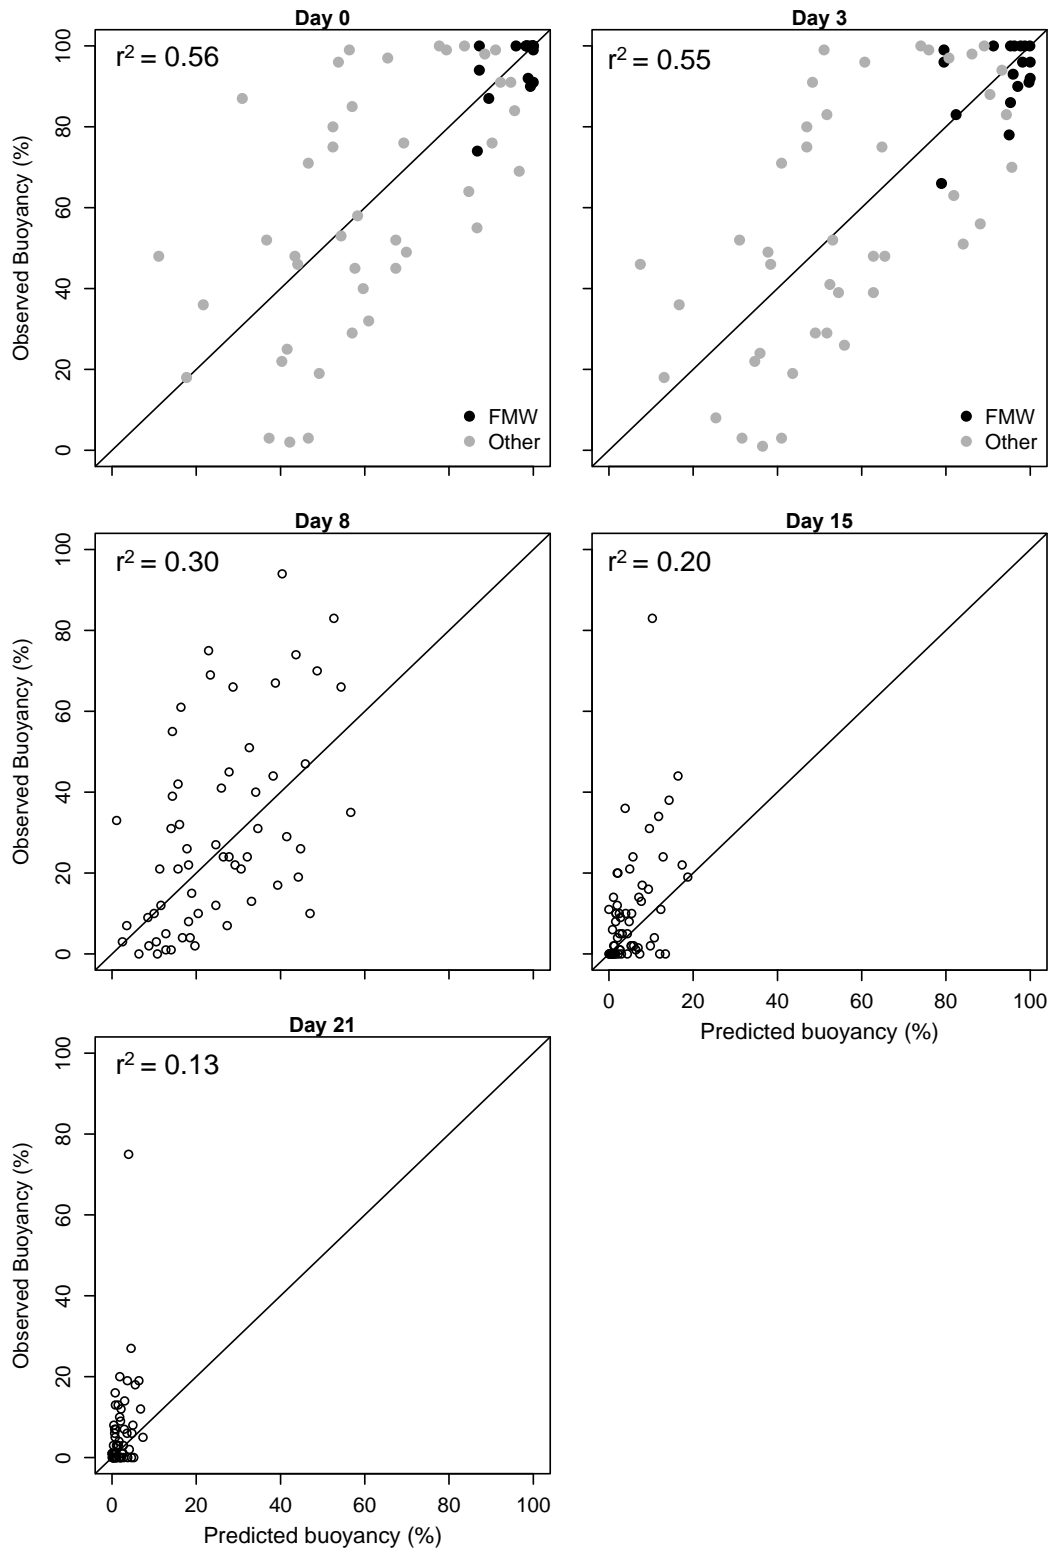 Day 0
r² = 0.56
Observed Buoyancy (%)
0 20 40 60 80 100
FMW
Other
Day 3
r² = 0.55
FMW
Other
Day 8
r² = 0.30
Observed Buoyancy (%)
0 20 40 60 80 100
Day 15
r² = 0.20
0 20 40 60 80 100
Predicted buoyancy (%)
Day 21
r² = 0.13
Observed Buoyancy (%)
0 20 40 60 80 100
0 20 40 60 80 100
Predicted buoyancy (%)